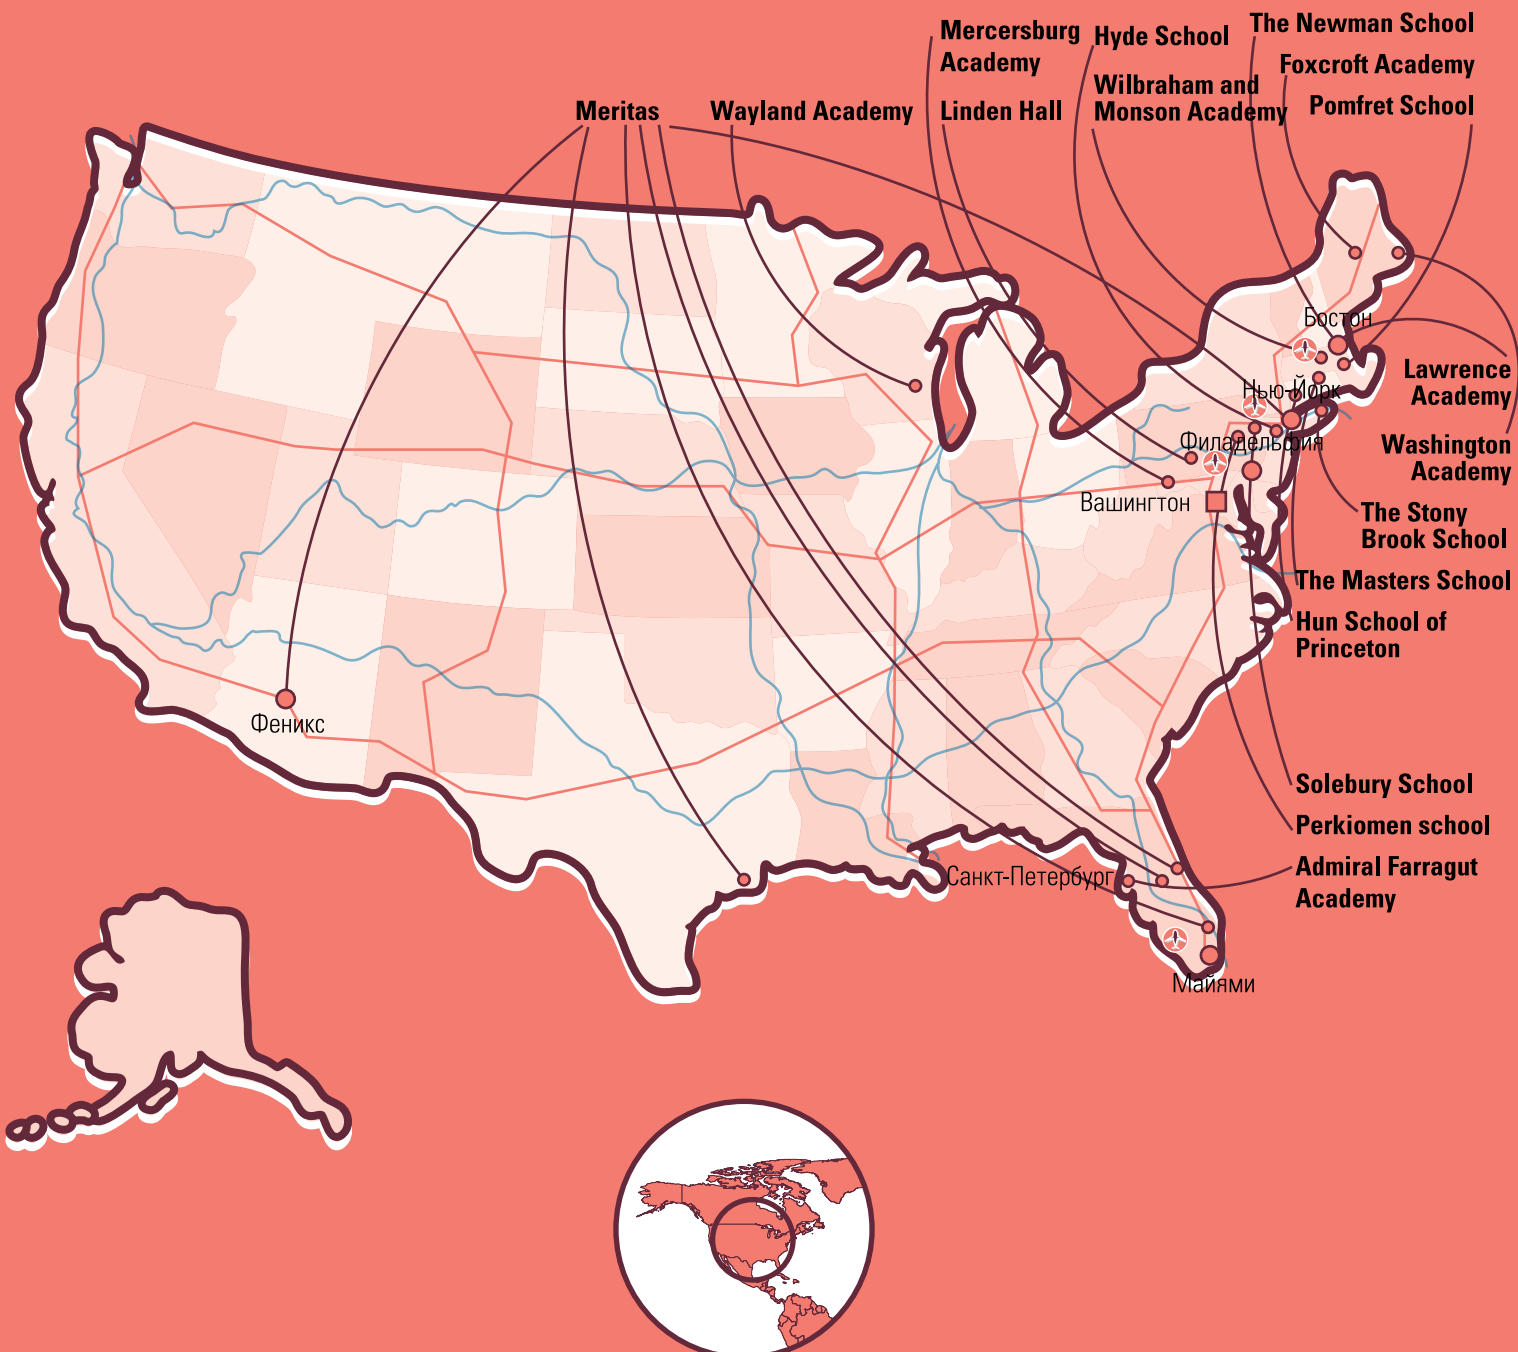 The Newman School
Mercersburg
Academy
Hyde School
Foxcroft Academy
Wilbraham and
Monson Academy
Pomfret School
Meritas
Wayland Academy
Linden Hall
Бостон
Lawrence
Academy
Нью-Йорк
Филадельфия
Washington
Academy
Вашингтон
The Stony
Brook School
The Masters School
Hun School of
Princeton
Феникс
Solebury School
Perkiomen school
Санкт-Петербург
Admiral Farragut
Academy
Майями